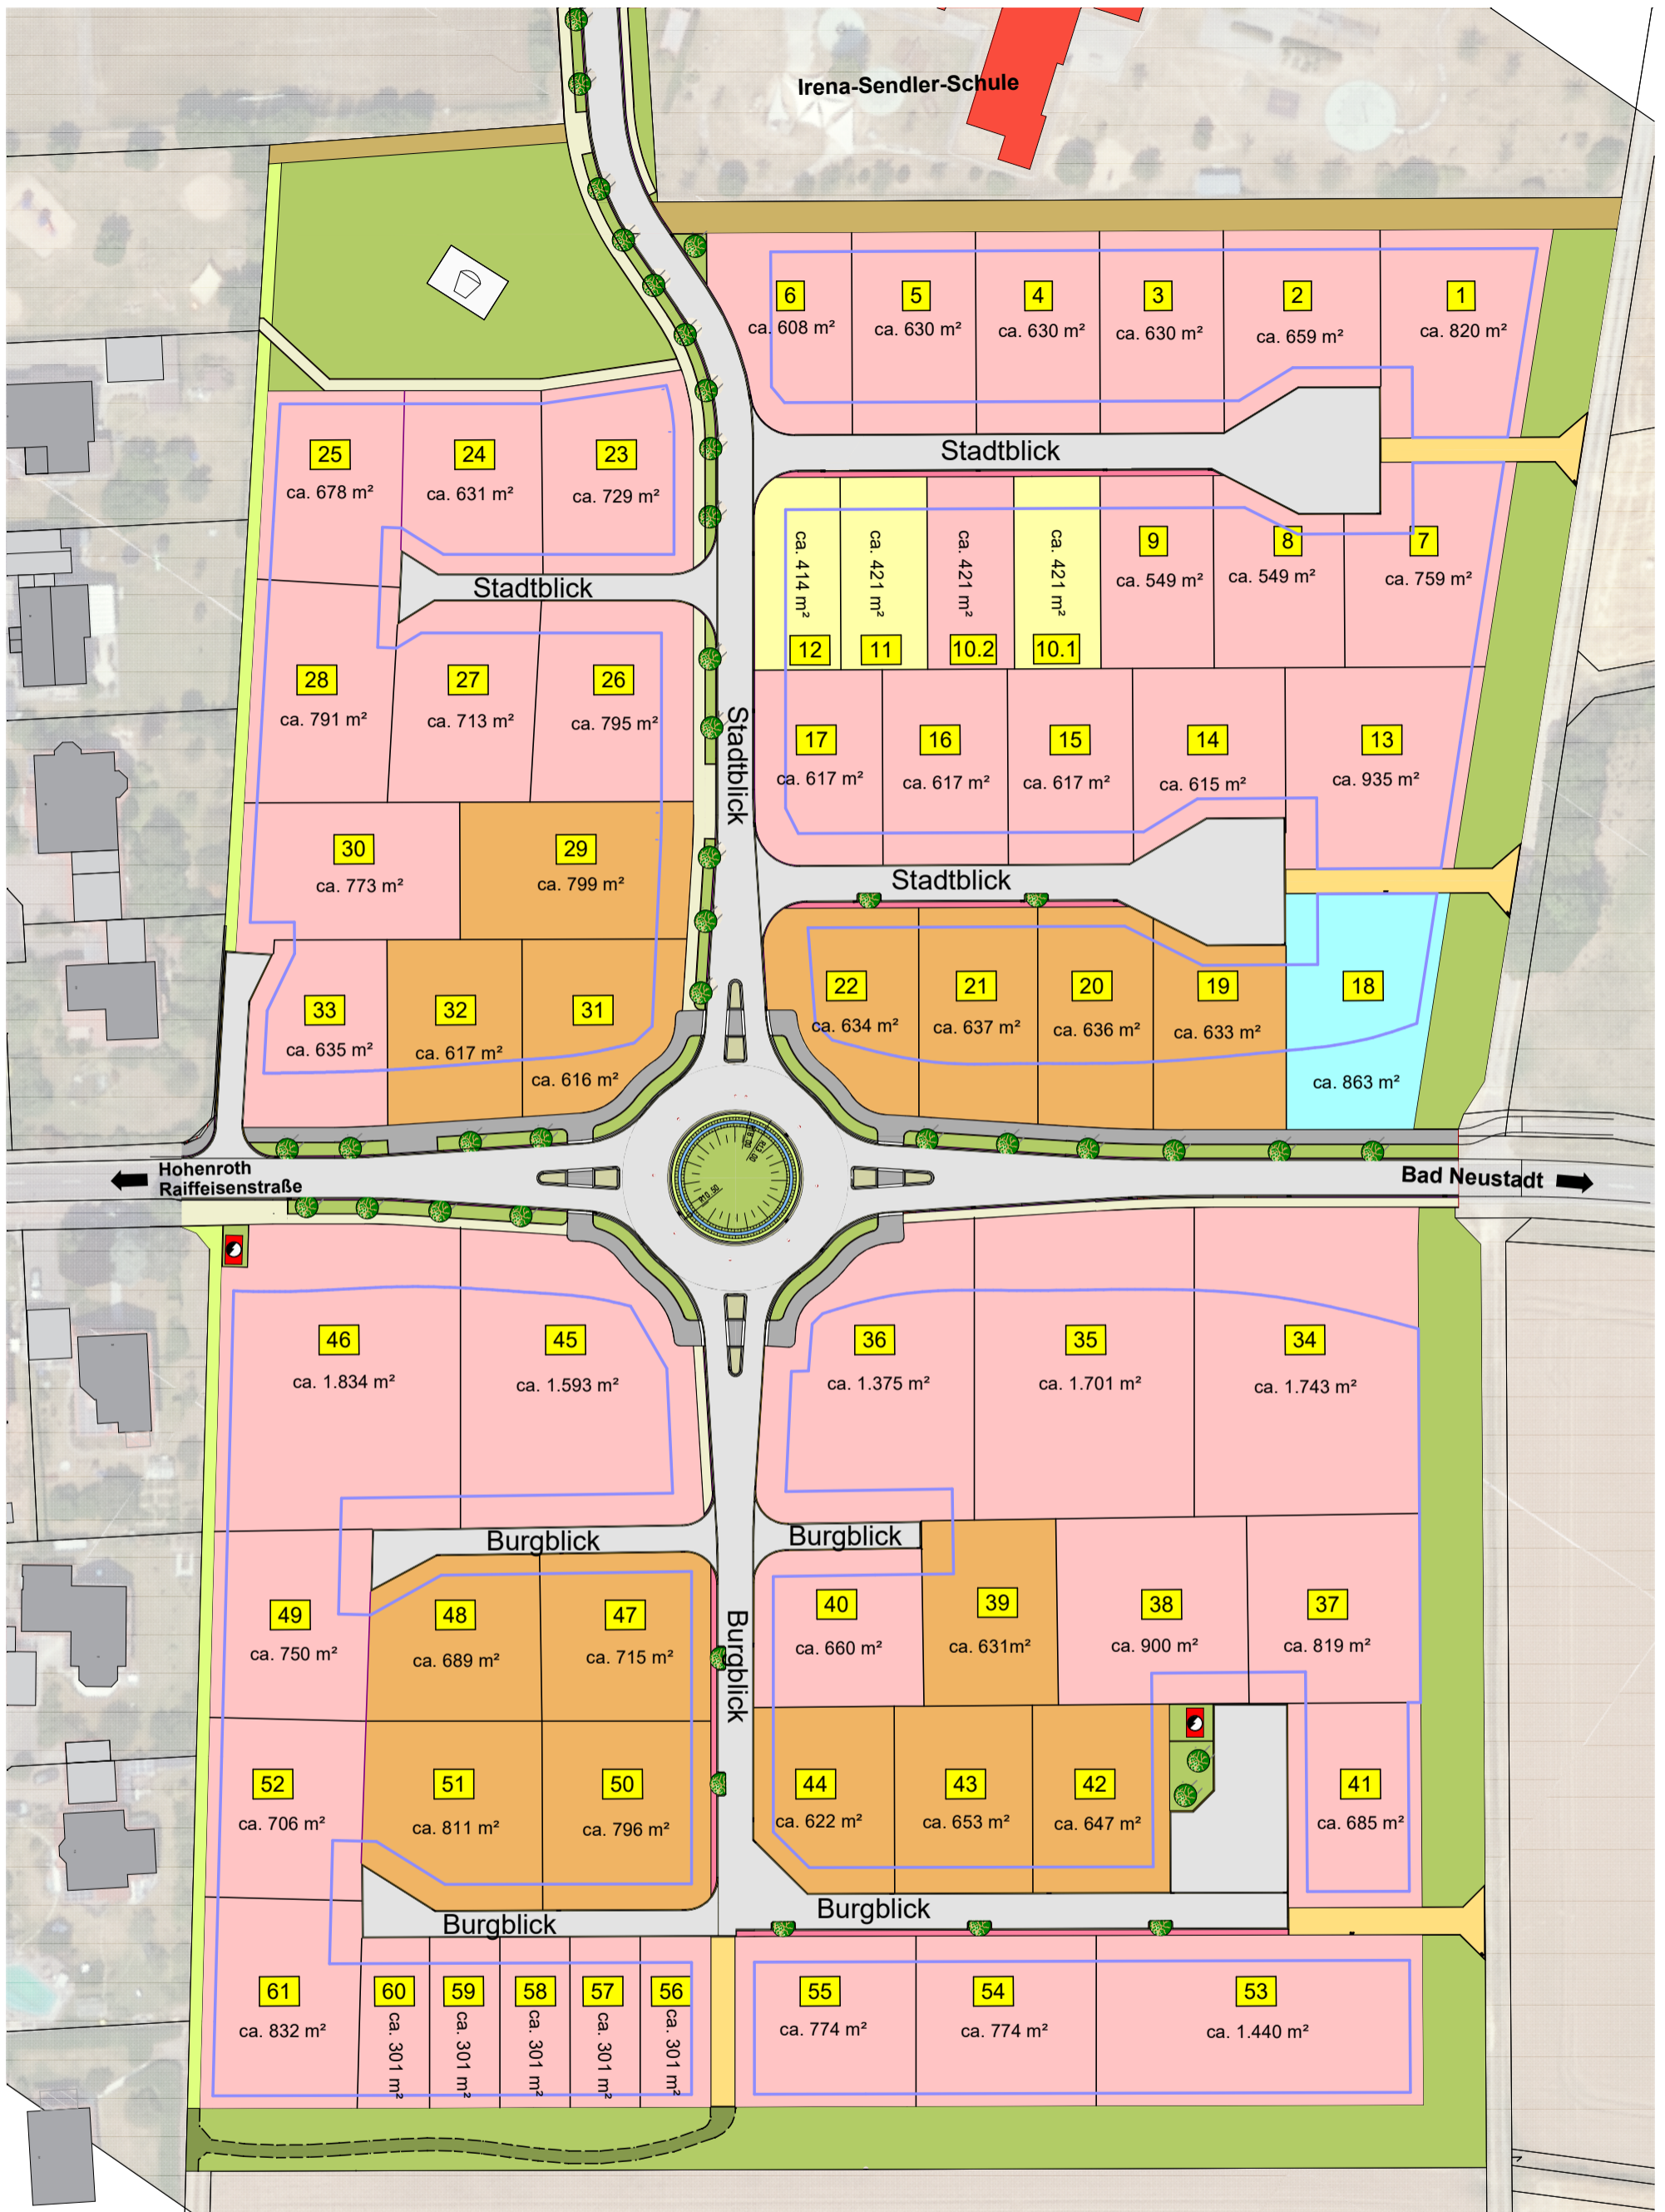 Irena-Sendler-Schule
6
ca. 608 m²
5
ca. 630 m²
4
ca. 630 m²
3
ca. 630 m²
2
ca. 659 m²
1
ca. 820 m²
Stadtblick
25
ca. 678 m²
24
ca. 631 m²
23
ca. 729 m²
Stadtblick
12
ca. 414 m²
11
ca. 421 m²
10.2
ca. 421 m²
10.1
ca. 421 m²
9
ca. 549 m²
8
ca. 549 m²
7
ca. 759 m²
28
ca. 791 m²
27
ca. 713 m²
26
ca. 795 m²
Stadtblick
17
ca. 617 m²
16
ca. 617 m²
15
ca. 617 m²
14
ca. 615 m²
13
ca. 935 m²
30
ca. 773 m²
29
ca. 799 m²
Stadtblick
33
ca. 635 m²
32
ca. 617 m²
31
ca. 616 m²
22
ca. 634 m²
21
ca. 637 m²
20
ca. 636 m²
19
ca. 633 m²
18
ca. 863 m²
Hohenroth
Raiffeisenstraße
R10.50
Bad Neustadt
46
ca. 1.834 m²
45
ca. 1.593 m²
36
ca. 1.375 m²
35
ca. 1.701 m²
34
ca. 1.743 m²
Burgblick
Burgblick
49
ca. 750 m²
48
ca. 689 m²
47
ca. 715 m²
Burgblick
40
ca. 660 m²
39
ca. 631m²
38
ca. 900 m²
37
ca. 819 m²
52
ca. 706 m²
51
ca. 811 m²
50
ca. 796 m²
44
ca. 622 m²
43
ca. 653 m²
42
ca. 647 m²
41
ca. 685 m²
Burgblick
Burgblick
61
ca. 832 m²
60
ca. 301 m²
59
ca. 301 m²
58
ca. 301 m²
57
ca. 301 m²
56
ca. 301 m²
55
ca. 774 m²
54
ca. 774 m²
53
ca. 1.440 m²